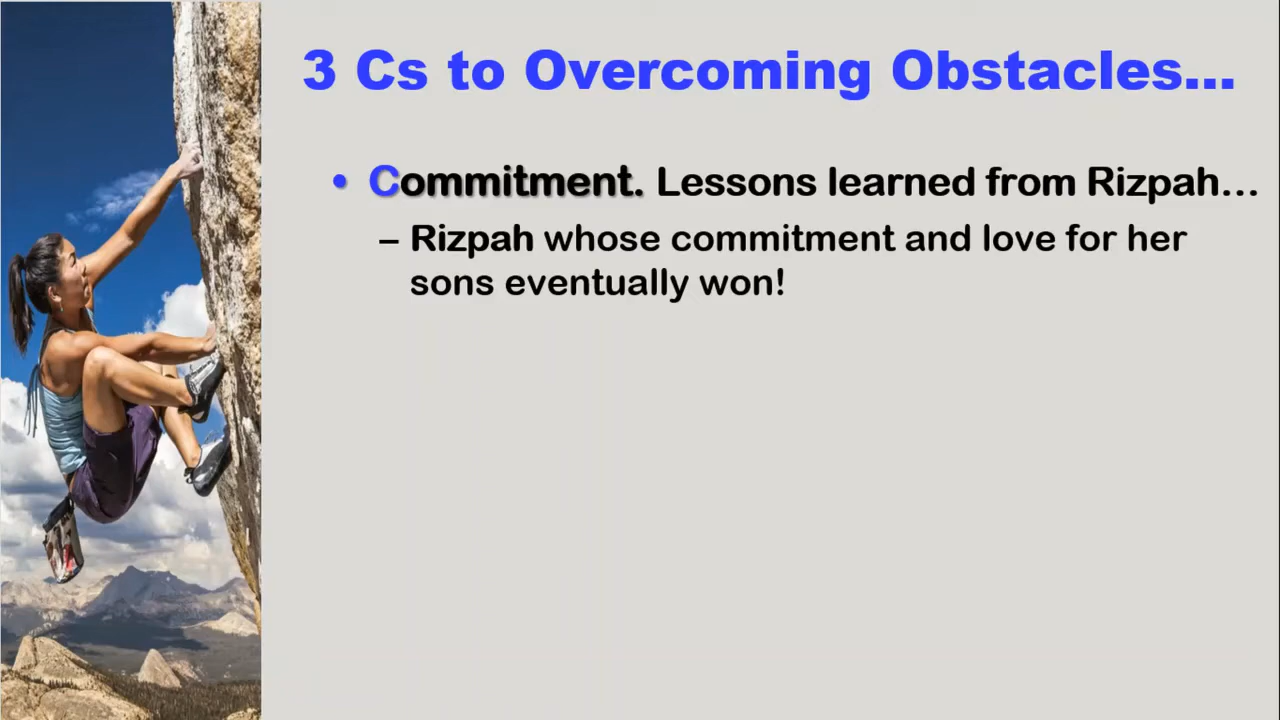 3 Cs to Overcoming Obstacles...
• Commitment. Lessons learned from Rizpah...
– Rizpah whose commitment and love for her
sons eventually won!